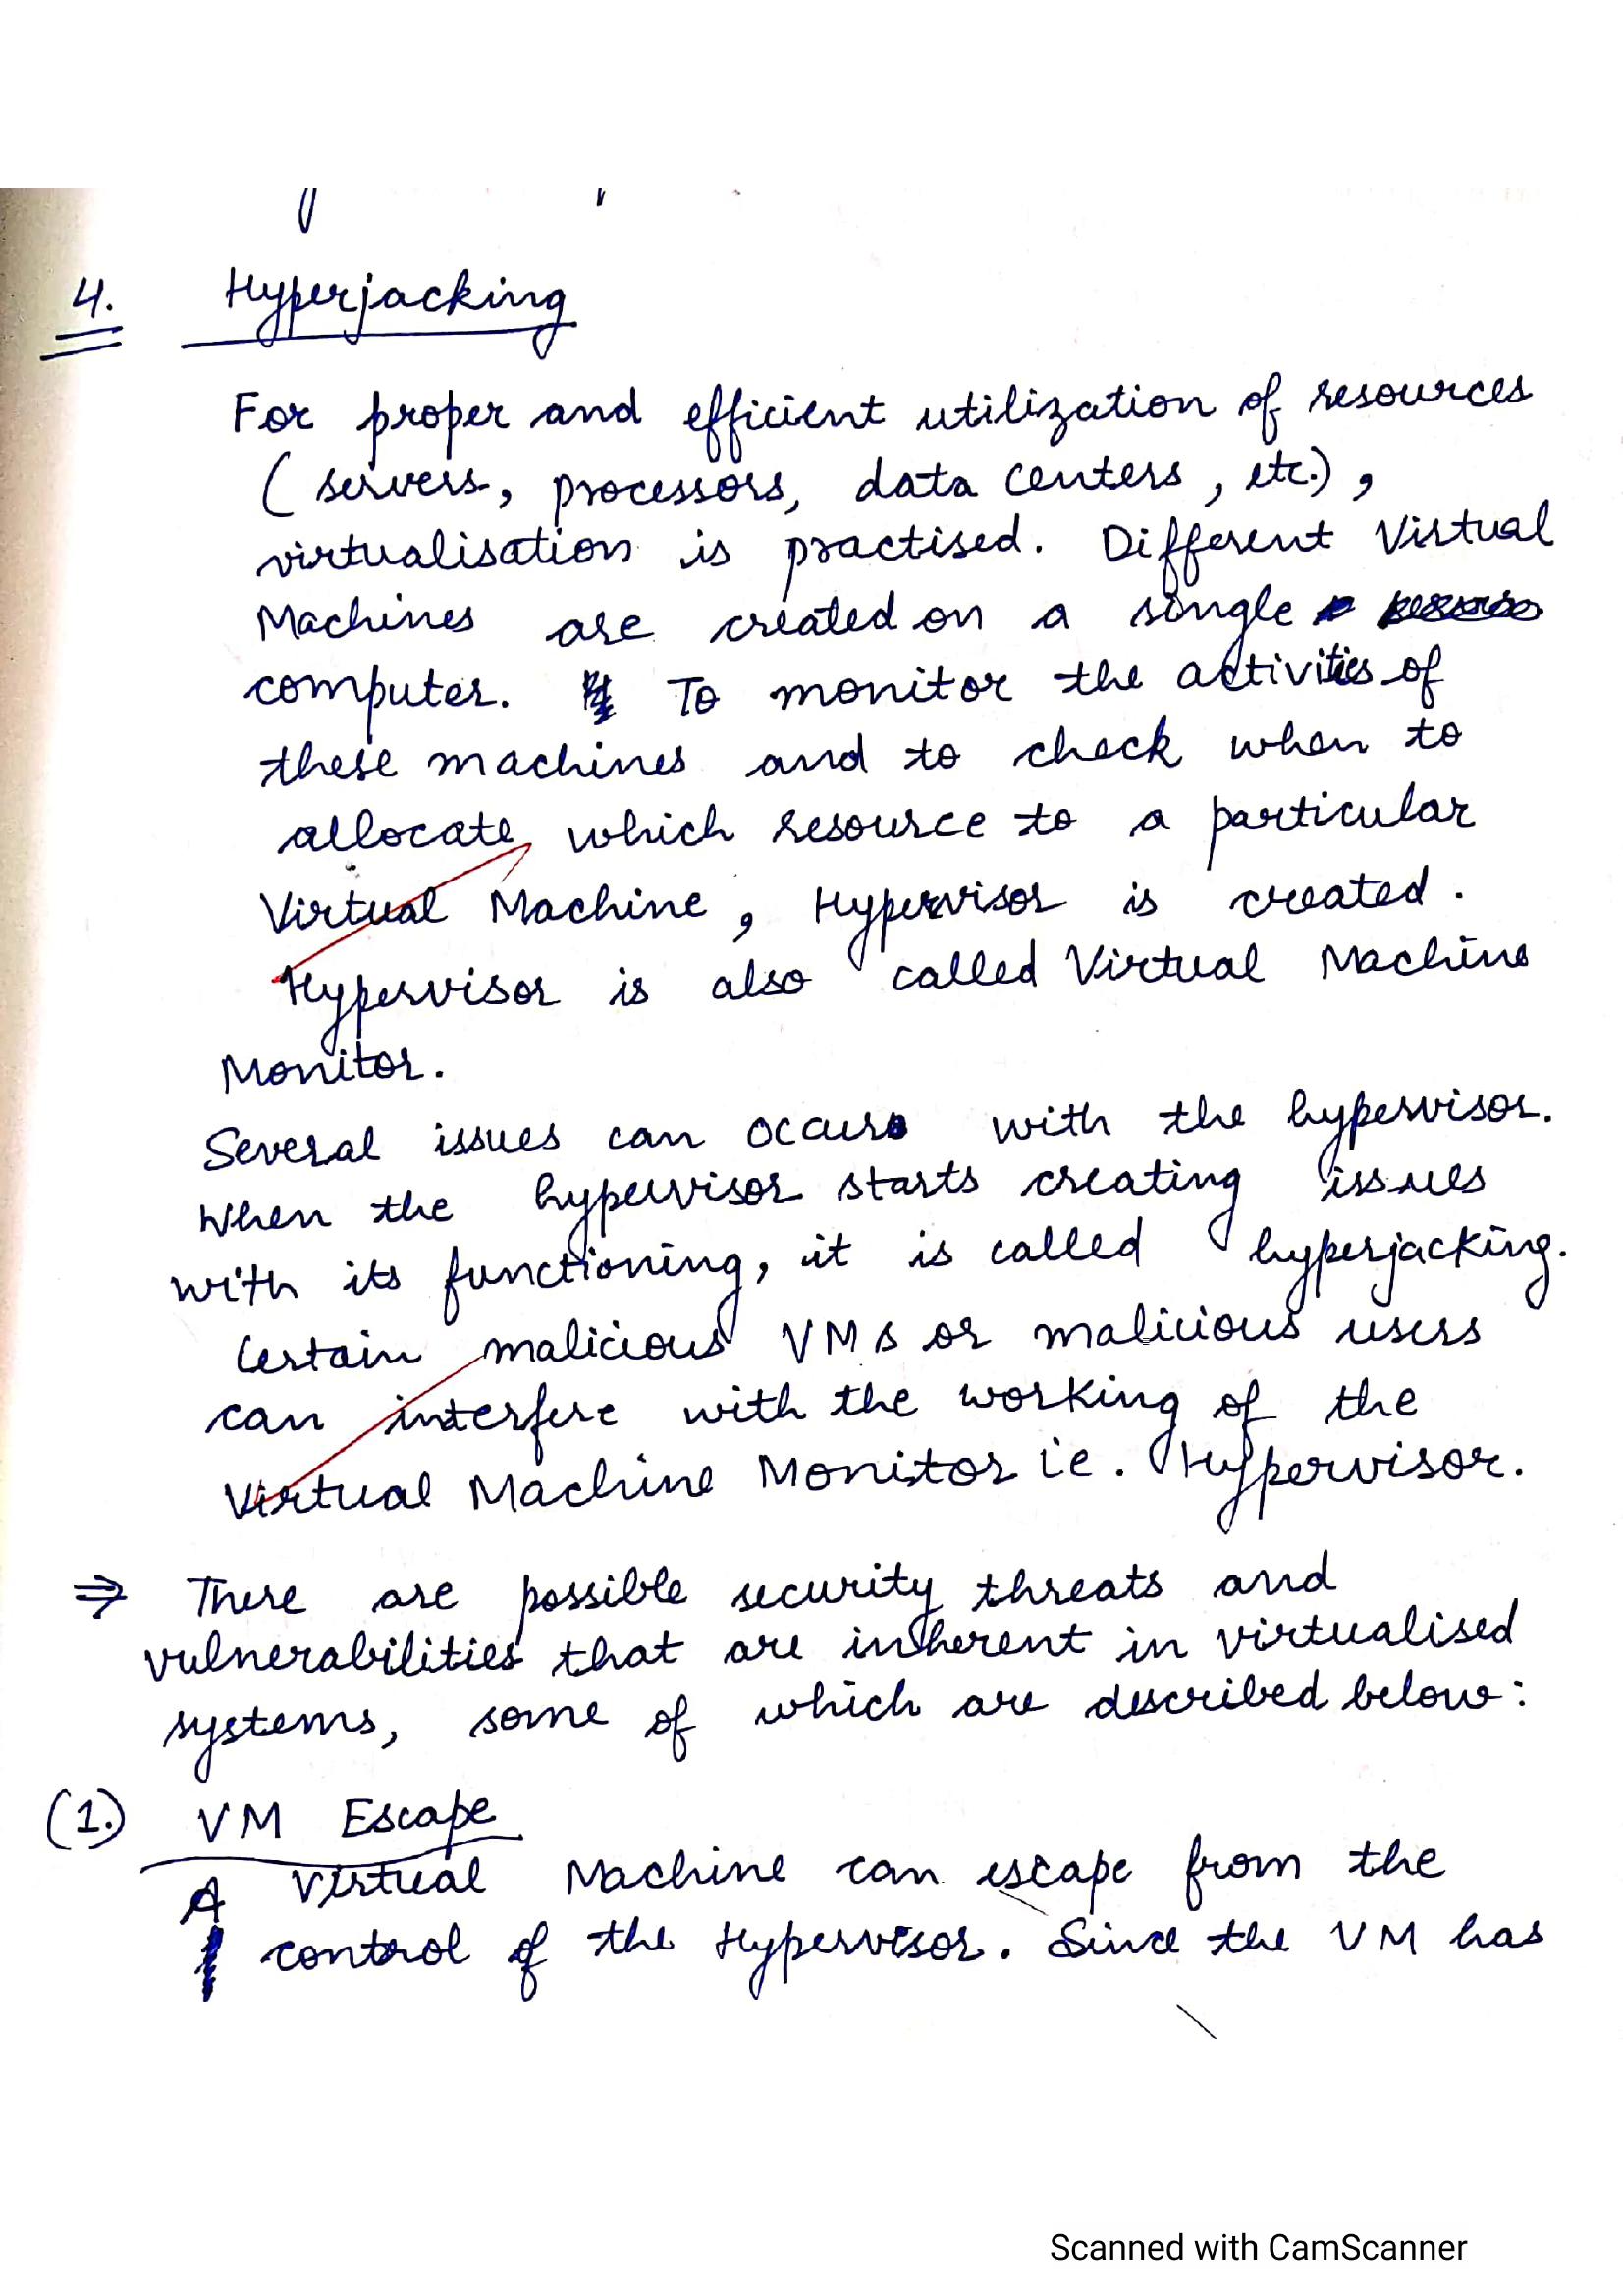 4. Hyperjacking
For proper and efficient utilization of resources
( servers, processors, data centers, etc.),
virtualisation is practised. Different Virtual
Machines are created on a single
computer. To monitor the activities of
these machines and to check when to
allocate which resource to a particular
Virtual Machine, Hypervisor is created.
Hypervisor is also called Virtual Machine
Monitor.
Several issues can occur with the hypervisor.
When the hypervisor starts creating issues
with its functioning, it is called hyperjacking.
Certain malicious VMs or malicious users
can interfere with the working of the
Virtual Machine Monitor ie. Hypervisor.
⇒ There are possible security threats and
vulnerabilities that are inherent in virtualised
systems, some of which are described below:
(1.) VM Escape
A Virtual Machine can escape from the
control of the Hypervisor. Since the VM has
Scanned with CamScanner